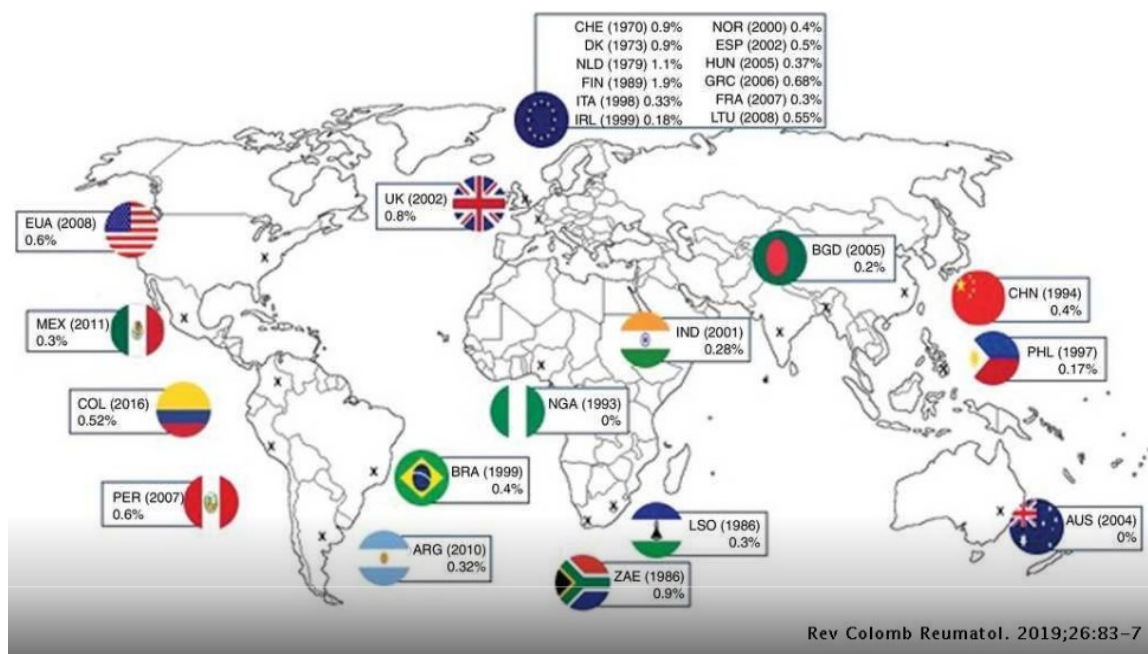 CHE (1970) 0.9%
NOR (2000) 0.4%
DK (1973) 0.9%
ESP (2002) 0.5%
NLD (1979) 1.1%
HUN (2005) 0.37%
FIN (1989) 1.9%
GRC (2006) 0.68%
ITA (1998) 0.33%
FRA (2007) 0.3%
IRL (1999) 0.18%
LTU (2008) 0.55%
UK (2002)
0.8%
EUA (2008)
0.6%
BGD (2005)
0.2%
CHN (1994)
0.4%
MEX (2011)
0.3%
IND (2001)
0.28%
PHL (1997)
0.17%
COL (2016)
0.52%
NGA (1993)
0%
BRA (1999)
0.4%
PER (2007)
0.6%
LSO (1986)
0.3%
AUS (2004)
0%
ARG (2010)
0.32%
ZAE (1986)
0.9%
Rev Colomb Reumatol. 2019;26:83–7